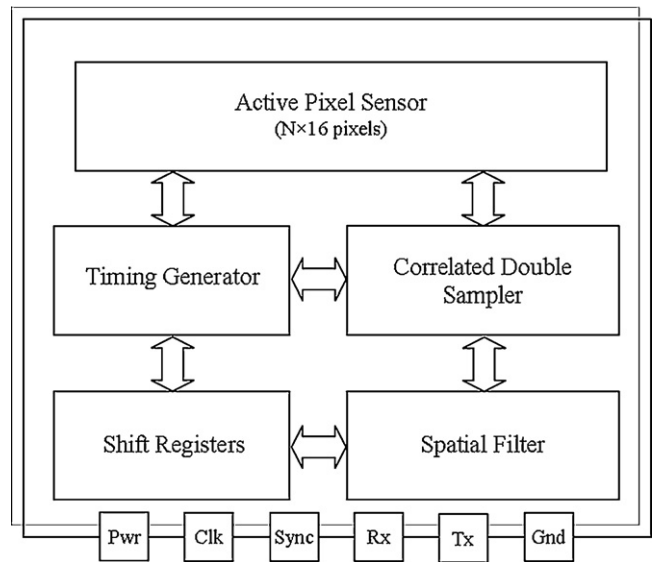 Active Pixel Sensor
(N×16 pixels)
Timing Generator
Correlated Double
Sampler
Shift Registers
Spatial Filter
Pwr
Clk
Sync
Rx
Tx
Gnd